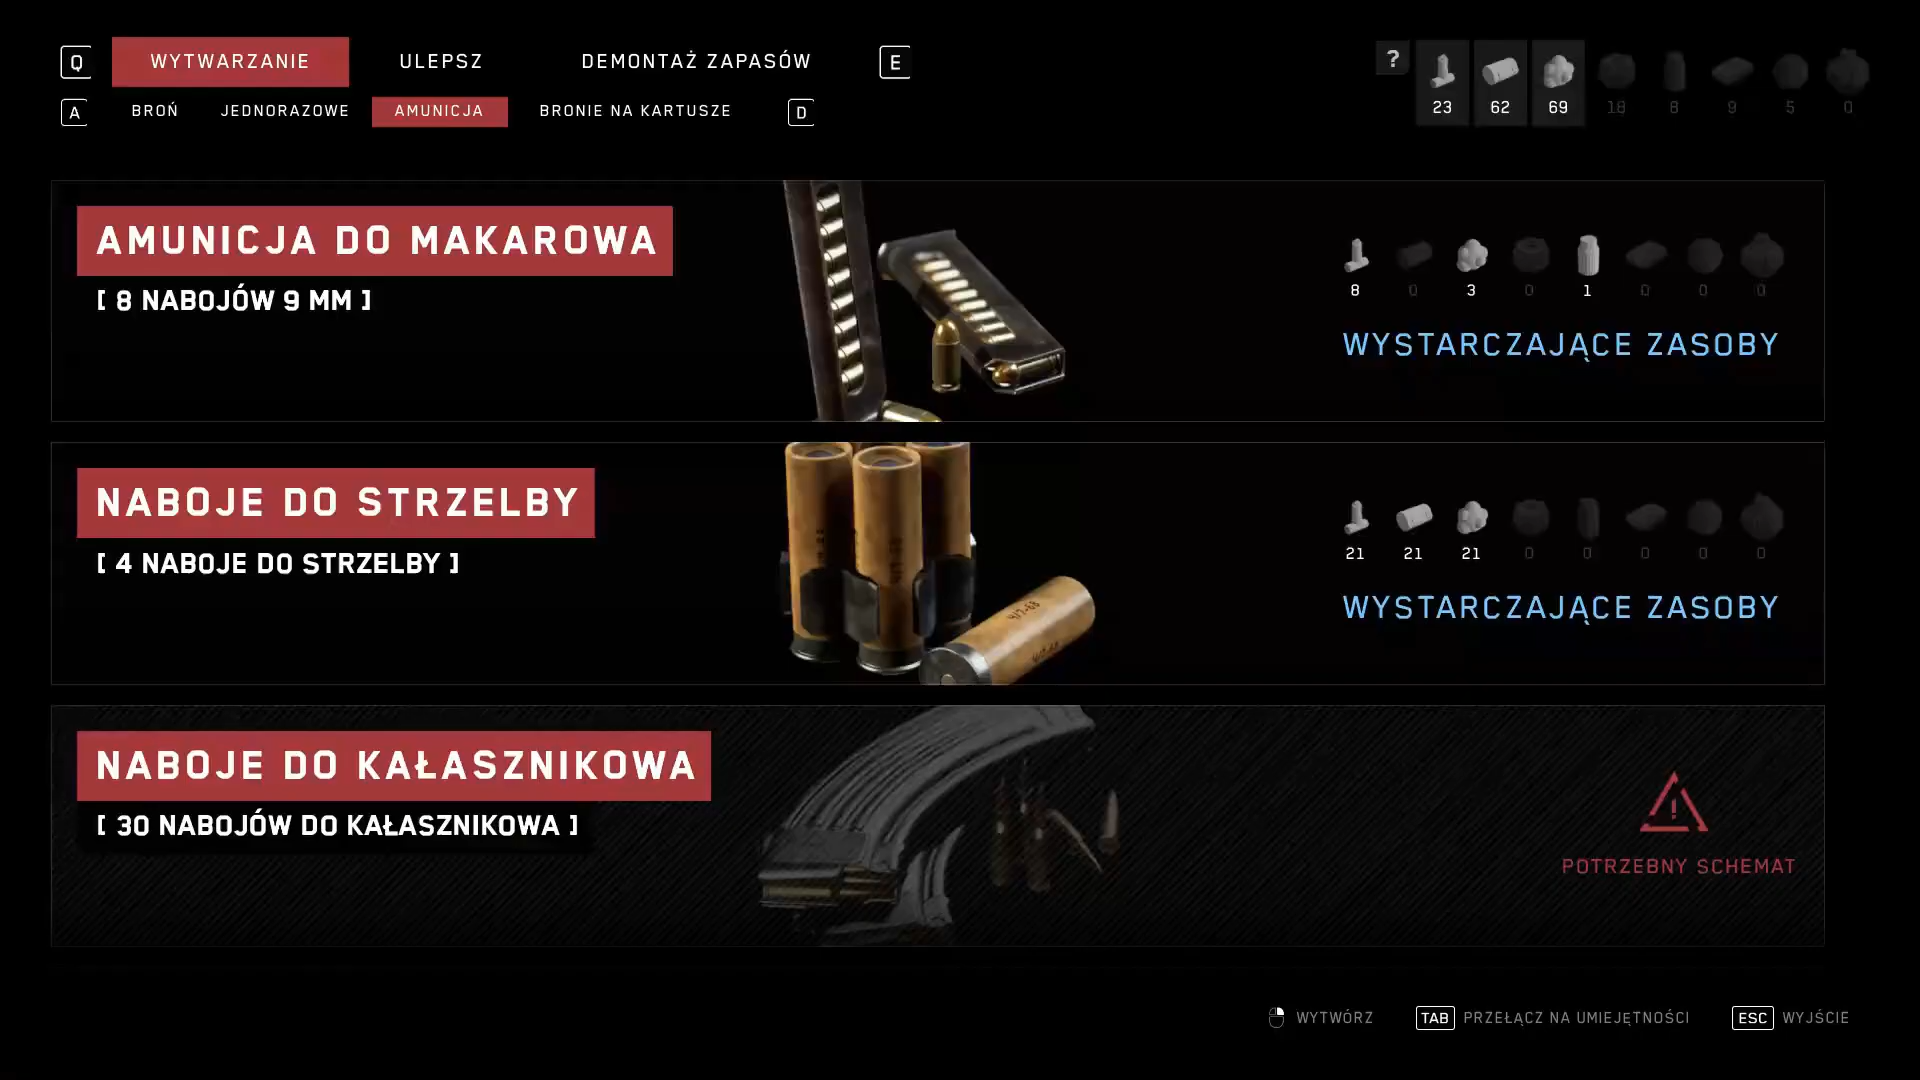 Q WYTWARZANIE ULEPSZ DEMONTAŻ ZAPASÓW E
A BROŃ JEDNORAZOWE AMUNICJA BRONIE NA KARTUSZE D
?
23 62 69 18 8 9 5 0
AMUNICJA DO MAKAROWA
[ 8 NABOJÓW 9 MM ]
8 0 3 0 1 0 0 0
WYSTARCZAJĄCE ZASOBY
NABOJE DO STRZELBY
[ 4 NABOJE DO STRZELBY ]
21 21 21 0 0 0 0 0
WYSTARCZAJĄCE ZASOBY
NABOJE DO KAŁASZNIKOWA
[ 30 NABOJÓW DO KAŁASZNIKOWA ]
POTRZEBNY SCHEMAT
WYTWÓRZ TAB PRZEŁĄCZ NA UMIEJĘTNOŚCI ESC WYJŚCIE